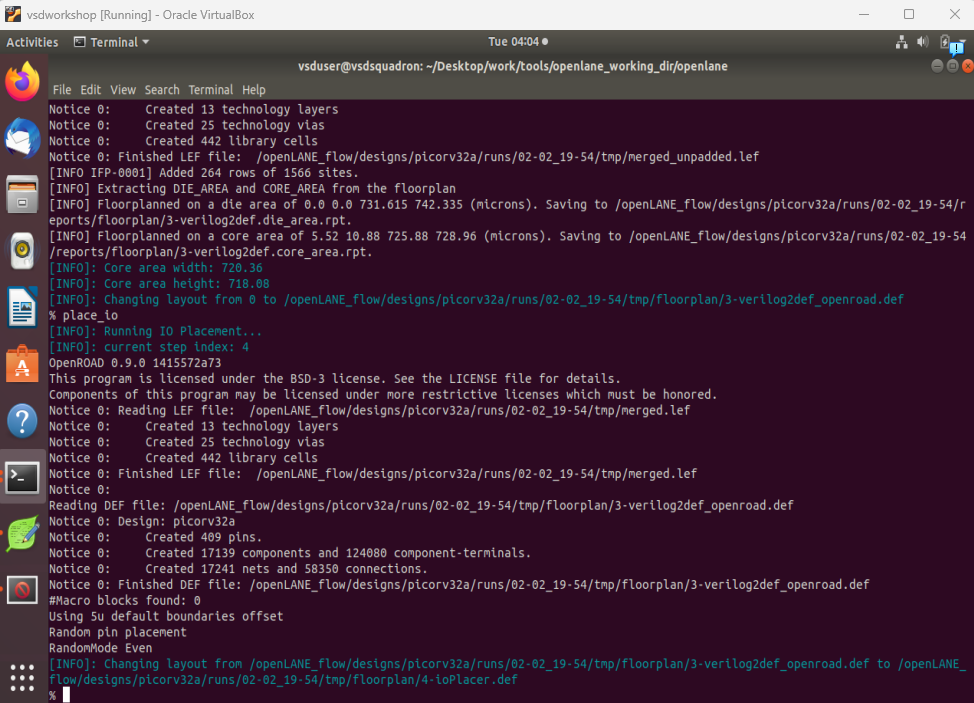 vsdworkshop [Running] - Oracle VirtualBox
Activities Terminal Tue 04:04
vsduser@vsdsquadron: ~/Desktop/work/tools/openlane_working_dir/openlane
File Edit View Search Terminal Help
Notice 0:     Created 13 technology layers
Notice 0:     Created 25 technology vias
Notice 0:     Created 442 library cells
Notice 0: Finished LEF file:  /openLANE_flow/designs/picorv32a/runs/02-02_19-54/tmp/merged_unpadded.lef
[INFO IFP-0001] Added 264 rows of 1566 sites.
[INFO] Extracting DIE_AREA and CORE_AREA from the floorplan
[INFO] Floorplanned on a die area of 0.0 0.0 731.615 742.335 (microns). Saving to /openLANE_flow/designs/picorv32a/runs/02-02_19-54/r
eports/floorplan/3-verilog2def.die_area.rpt.
[INFO] Floorplanned on a core area of 5.52 10.88 725.88 728.96 (microns). Saving to /openLANE_flow/designs/picorv32a/runs/02-02_19-54
/reports/floorplan/3-verilog2def.core_area.rpt.
[INFO]: Core area width: 720.36
[INFO]: Core area height: 718.08
[INFO]: Changing layout from 0 to /openLANE_flow/designs/picorv32a/runs/02-02_19-54/tmp/floorplan/3-verilog2def_openroad.def
% place_io
[INFO]: Running IO Placement...
[INFO]: current step index: 4
OpenROAD 0.9.0 1415572a73
This program is licensed under the BSD-3 license. See the LICENSE file for details.
Components of this program may be licensed under more restrictive licenses which must be honored.
Notice 0: Reading LEF file:  /openLANE_flow/designs/picorv32a/runs/02-02_19-54/tmp/merged.lef
Notice 0:     Created 13 technology layers
Notice 0:     Created 25 technology vias
Notice 0:     Created 442 library cells
Notice 0: Finished LEF file:  /openLANE_flow/designs/picorv32a/runs/02-02_19-54/tmp/merged.lef
Notice 0:
Reading DEF file: /openLANE_flow/designs/picorv32a/runs/02-02_19-54/tmp/floorplan/3-verilog2def_openroad.def
Notice 0: Design: picorv32a
Notice 0:     Created 409 pins.
Notice 0:     Created 17139 components and 124080 component-terminals.
Notice 0:     Created 17241 nets and 58350 connections.
Notice 0: Finished DEF file: /openLANE_flow/designs/picorv32a/runs/02-02_19-54/tmp/floorplan/3-verilog2def_openroad.def
#Macro blocks found: 0
Using 5u default boundaries offset
Random pin placement
RandomMode Even
[INFO]: Changing layout from /openLANE_flow/designs/picorv32a/runs/02-02_19-54/tmp/floorplan/3-verilog2def_openroad.def to /openLANE_
flow/designs/picorv32a/runs/02-02_19-54/tmp/floorplan/4-ioPlacer.def
%